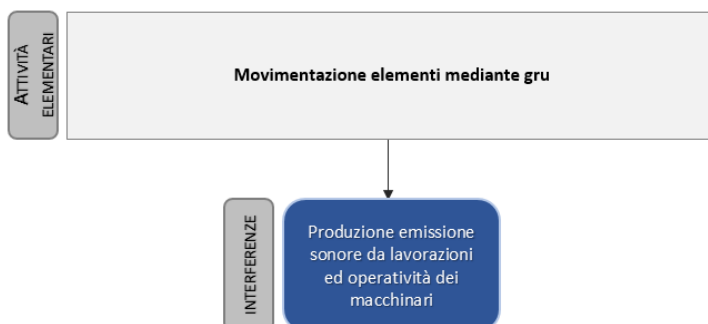 ATTIVITÀ
ELEMENTARI
Movimentazione elementi mediante gru
INTERFERENZE
Produzione emissione
sonore da lavorazioni
ed operatività dei
macchinari